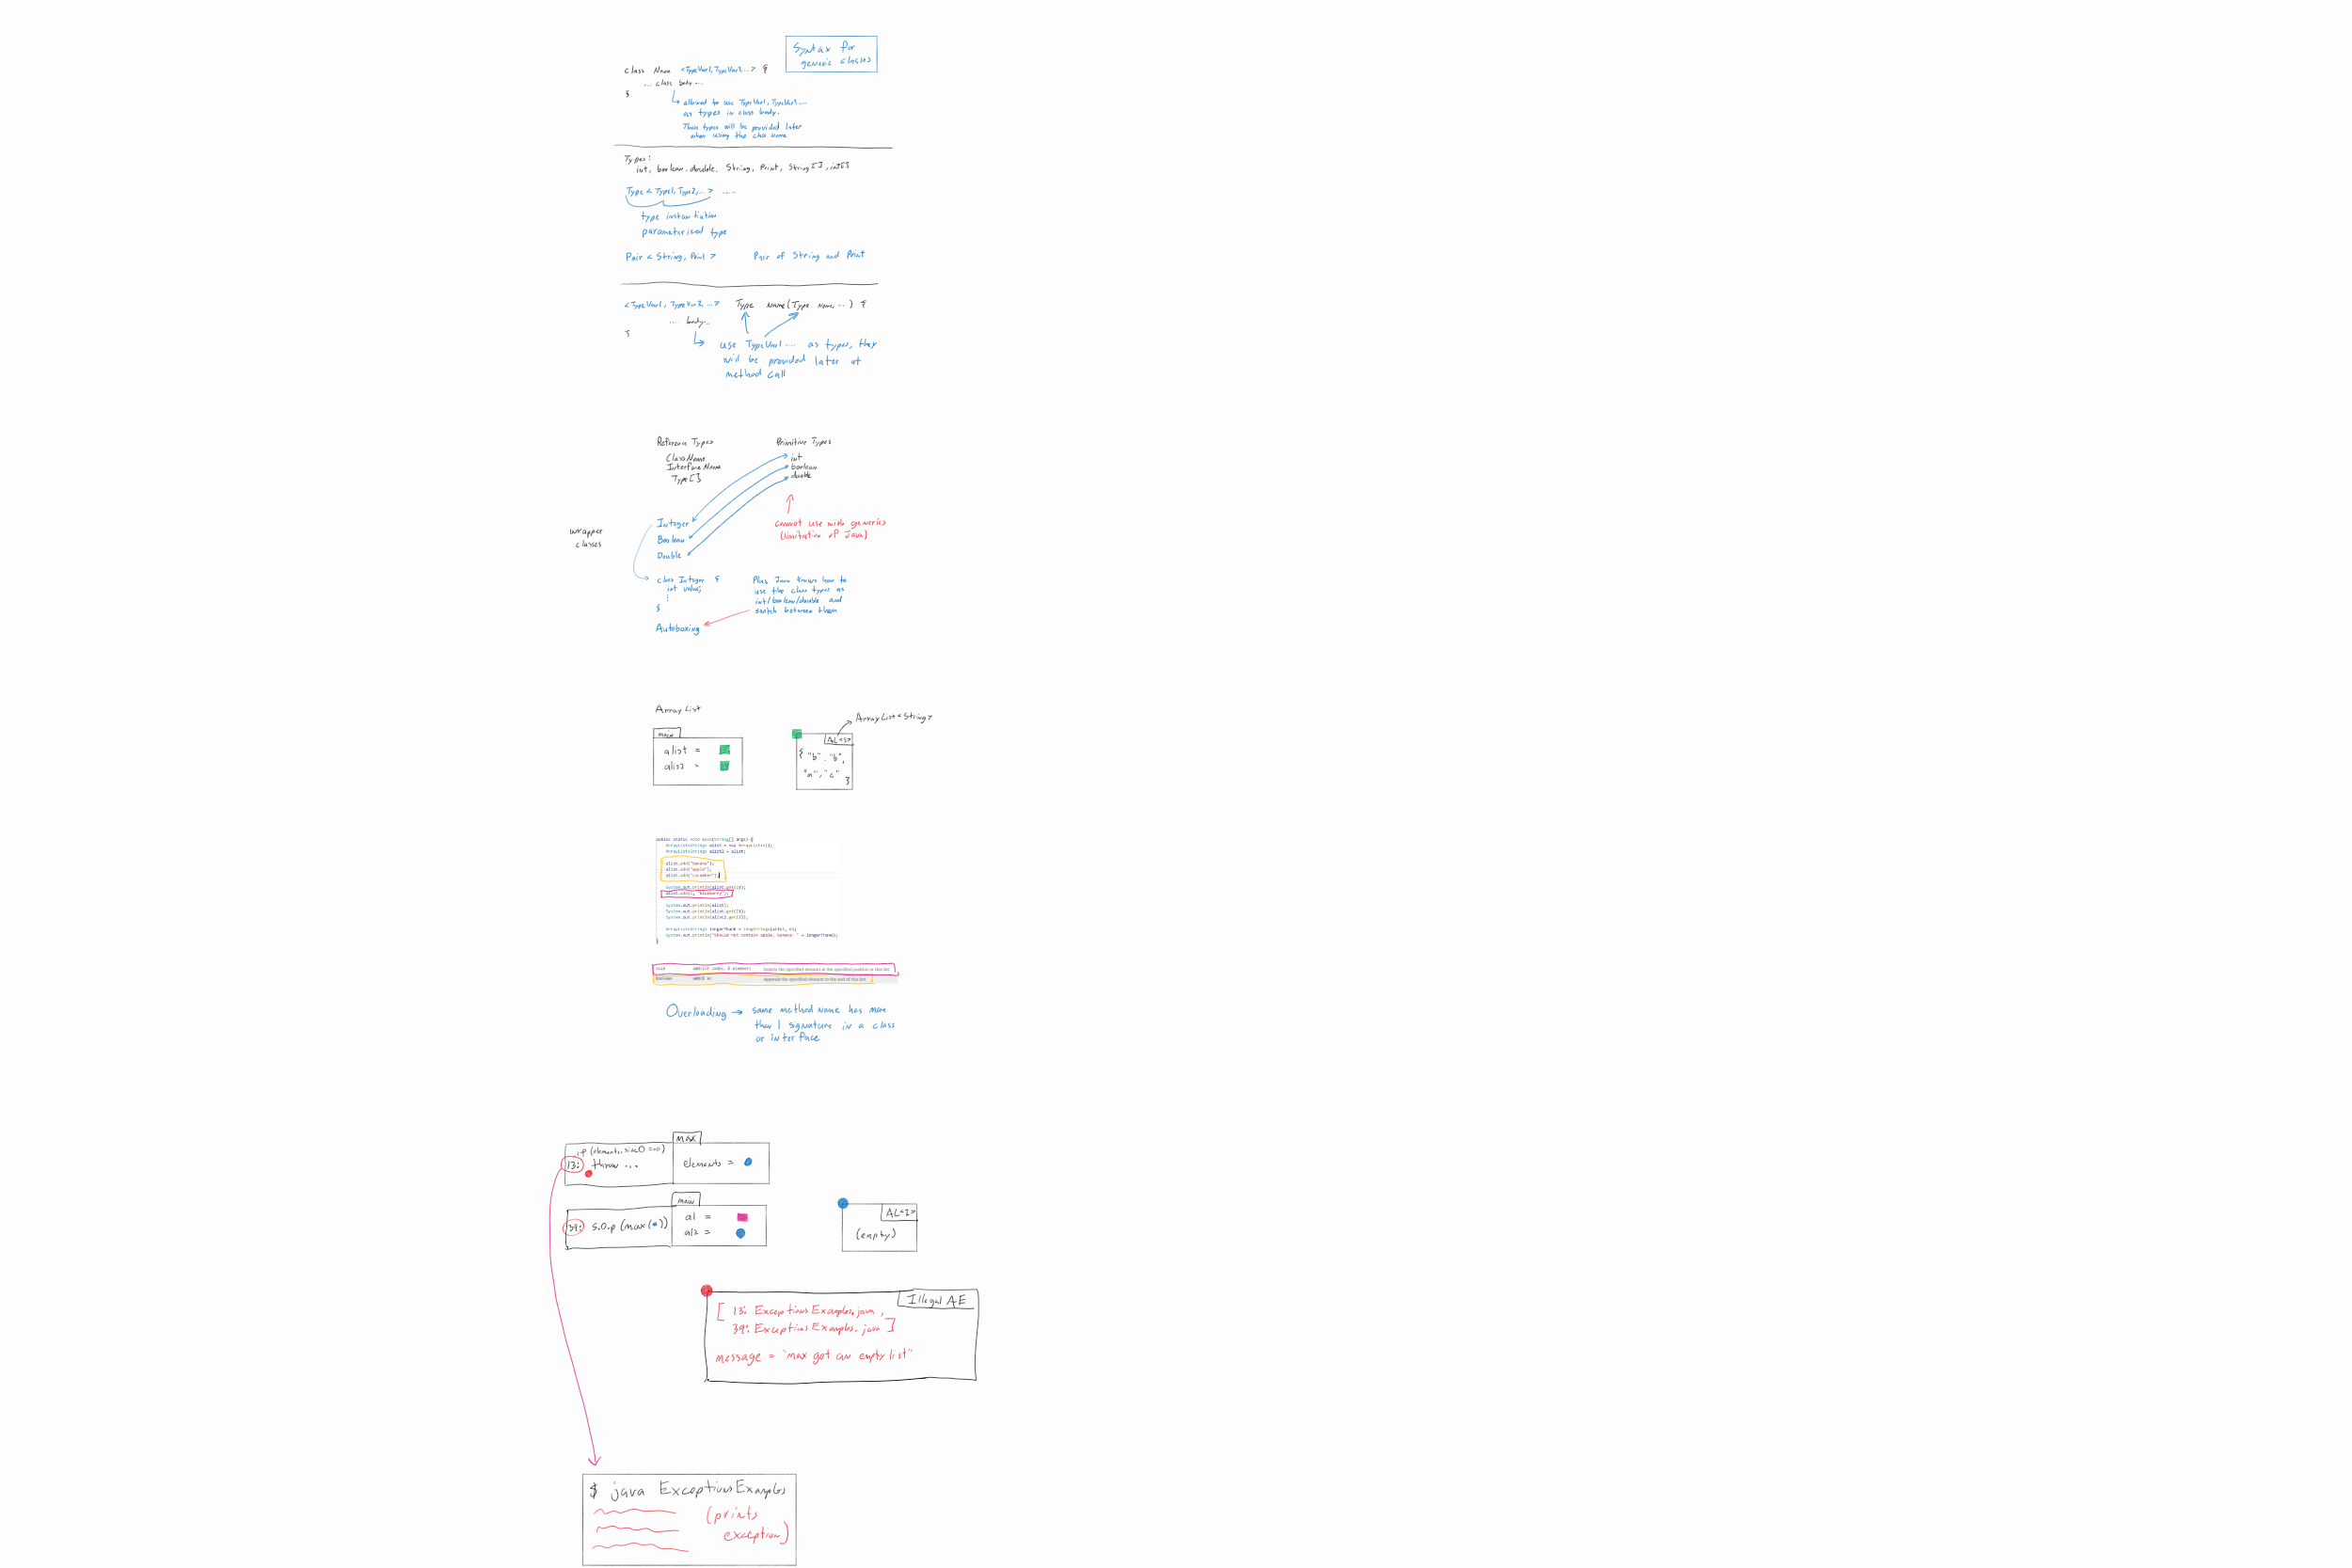 Syntax for
generic classes
class Name <TypeVar1, TypeVar2, ...> {
... class body ...
}
allowed to use TypeVar1, TypeVar2 ...
as types in class body.
These types will be provided later
when using the class name
Types:
int, boolean, double, String, Point, String[], int[]
Type < Type1, Type2, ... > .....
type instantiation
parameterized type
Pair < String, Point >
Pair of String and Point
<TypeVar1, TypeVar2, ...> Type Name(Type name ...) {
.... body...
}
use TypeVar1 ... as types, they
will be provided later at
method call
Reference Types
ClassName
InterfaceName
Type[]
Primitive Types
int
boolean
double
wrapper
classes
Integer
Boolean
Double
cannot use with generics
(limitation of Java)
class Integer {
int value;
}
Plus Java knows how to
use the class types as
int/boolean/double and
switch between them
Autoboxing
ArrayList
ArrayList<String>
main
alist =
alis2 =
AL<S>
{ "b", "b",
"a", "c"
}
public static void main(String[] args) {
ArrayList<String> alist = new ArrayList<>();
ArrayList<String> alist2 = alist;
alist.add("banana");
alist.add("apple");
alist.add("cucumber");
System.out.println(alist.get(1));
"blueberry");
System.out.println(alist);
System.out.println(alist.get(1));
System.out.println(alist2.get(1));
ArrayList<String> longerThan6 = longStrings(alist, 6);
System.out.println("Should not contain apple, banana: " + longerThan6);
}
void add(int index, E element) Inserts the specified element at the specified position in this list.
boolean add(E e) Appends the specified element to the end of this list.
Overloading → same method name has more
than 1 signature in a class
or interface
max
if (elements.size() == 0)
13: throw ...
elements =
main
39: S.O.p (max( ))
al =
al2 =
AL<I>
(empty)
Illegal AE
[ 13: ExceptionsExamples.java,
39: ExceptionsExamples.java ]
message = "max got an empty list"
$ java ExceptionsExamples
(prints
exception)